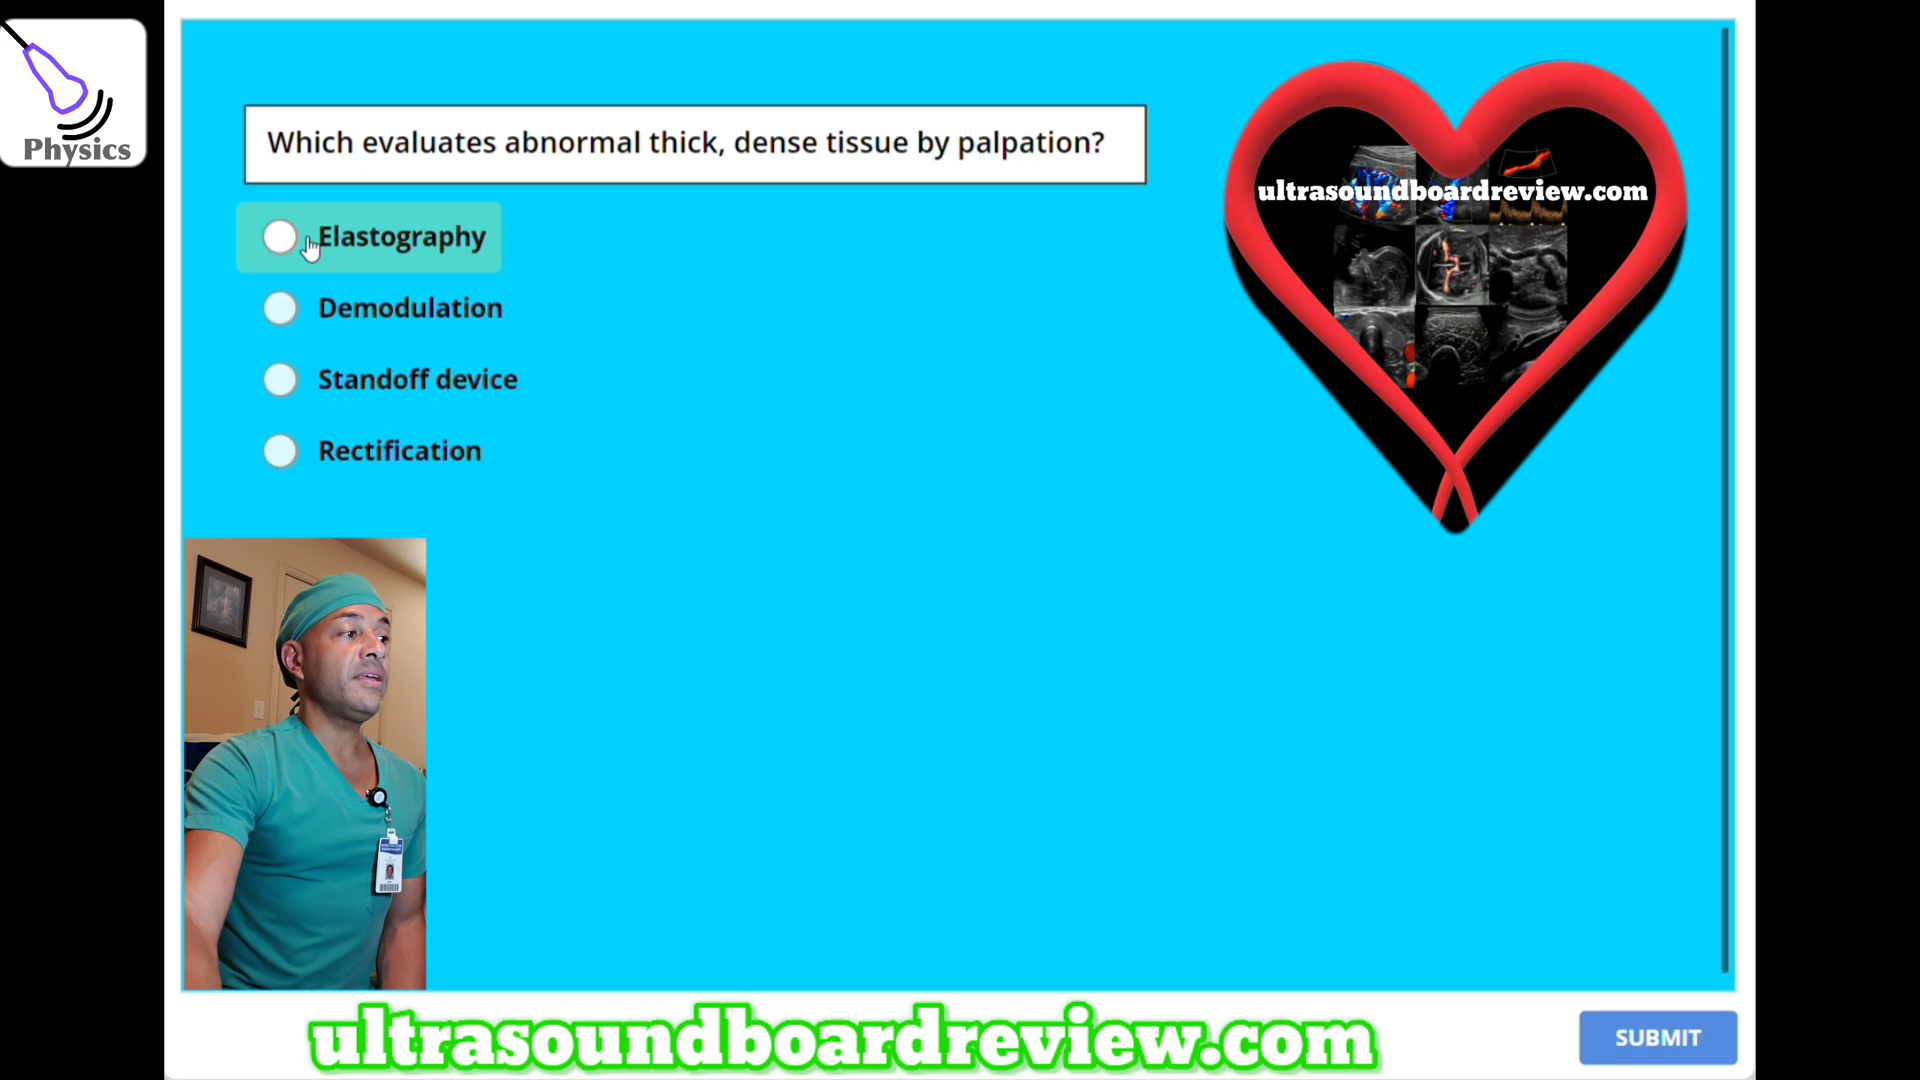 Physics
Which evaluates abnormal thick, dense tissue by palpation?
Elastography
Demodulation
Standoff device
Rectification
ultrasoundboardreview.com
ultrasoundboardreview.com
SUBMIT